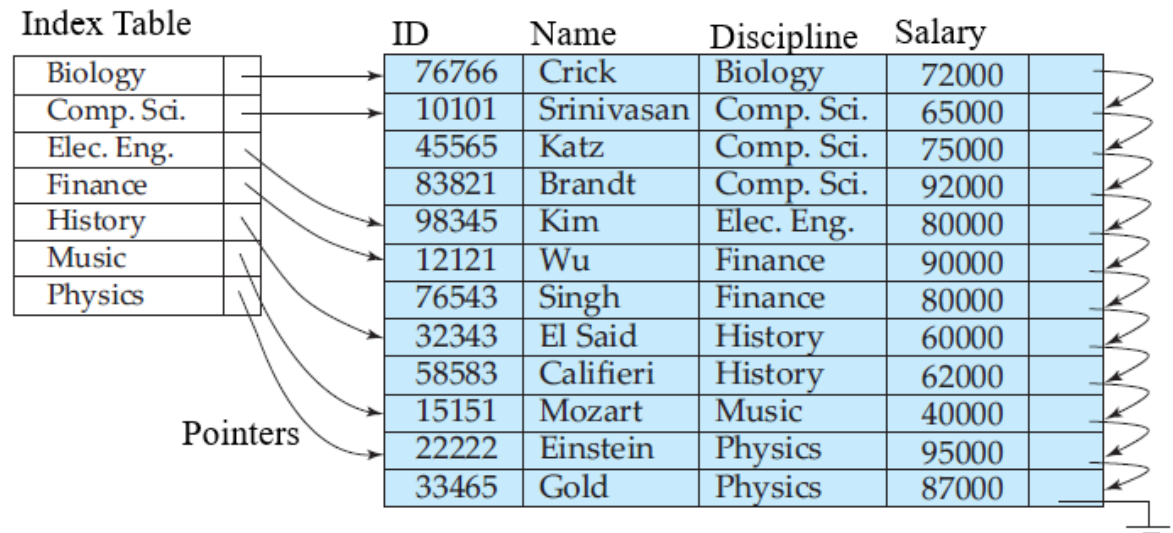 Index Table
Biology
Comp. Sci.
Elec. Eng.
Finance
History
Music
Physics
Pointers
ID Name Discipline Salary
76766 Crick Biology 72000
10101 Srinivasan Comp. Sci. 65000
45565 Katz Comp. Sci. 75000
83821 Brandt Comp. Sci. 92000
98345 Kim Elec. Eng. 80000
12121 Wu Finance 90000
76543 Singh Finance 80000
32343 El Said History 60000
58583 Califieri History 62000
15151 Mozart Music 40000
22222 Einstein Physics 95000
33465 Gold Physics 87000